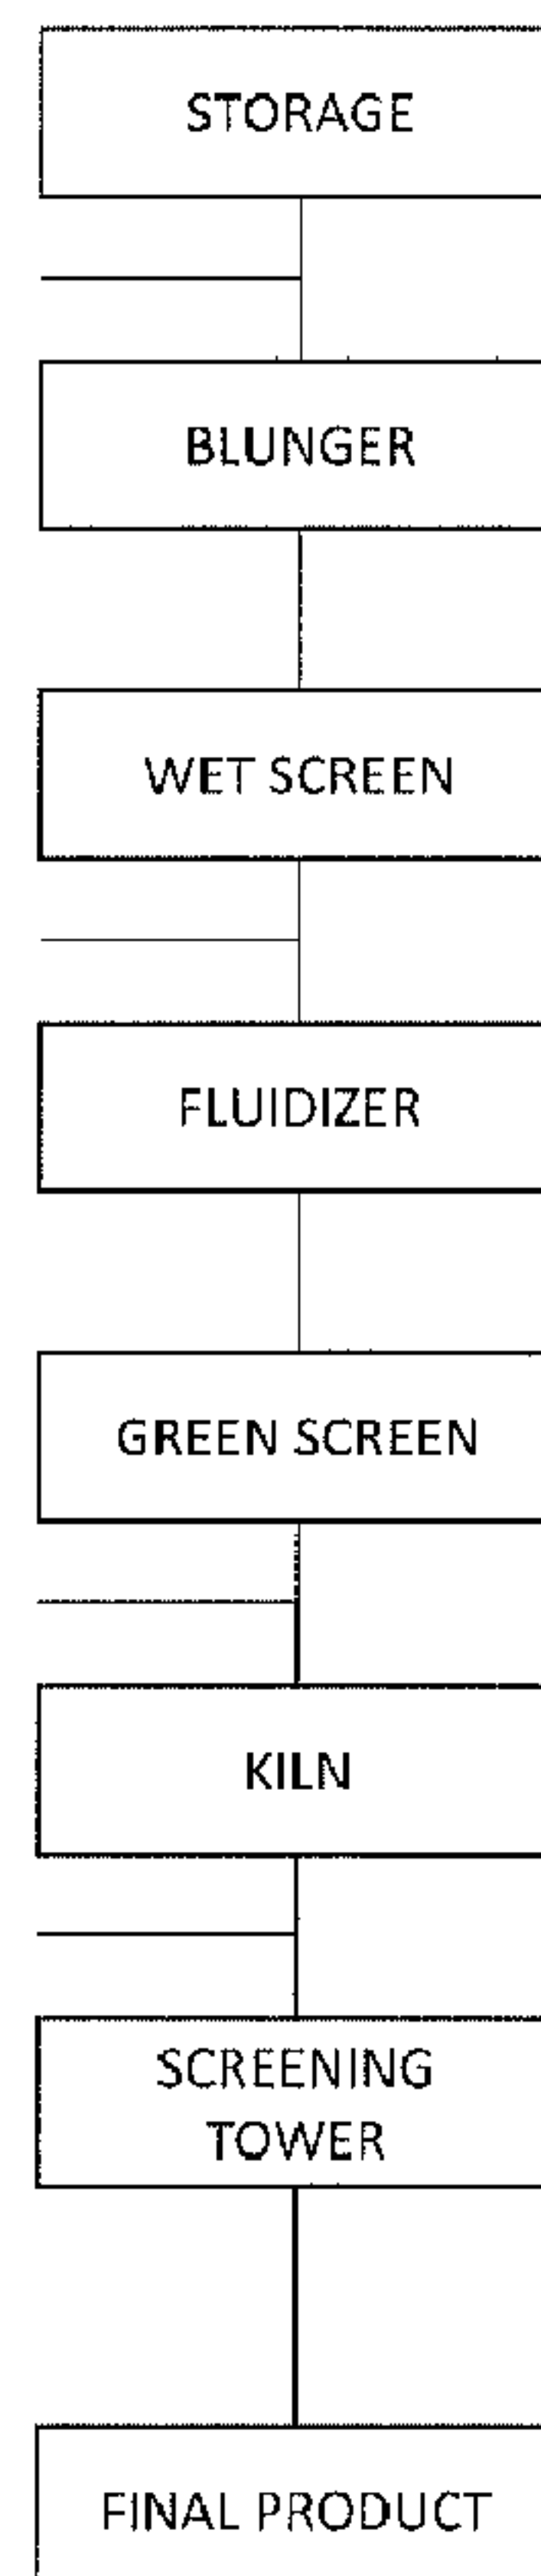 STORAGE
BLUNGER
WET SCREEN
FLUIDIZER
GREEN SCREEN
KILN
SCREENING
TOWER
FINAL PRODUCT